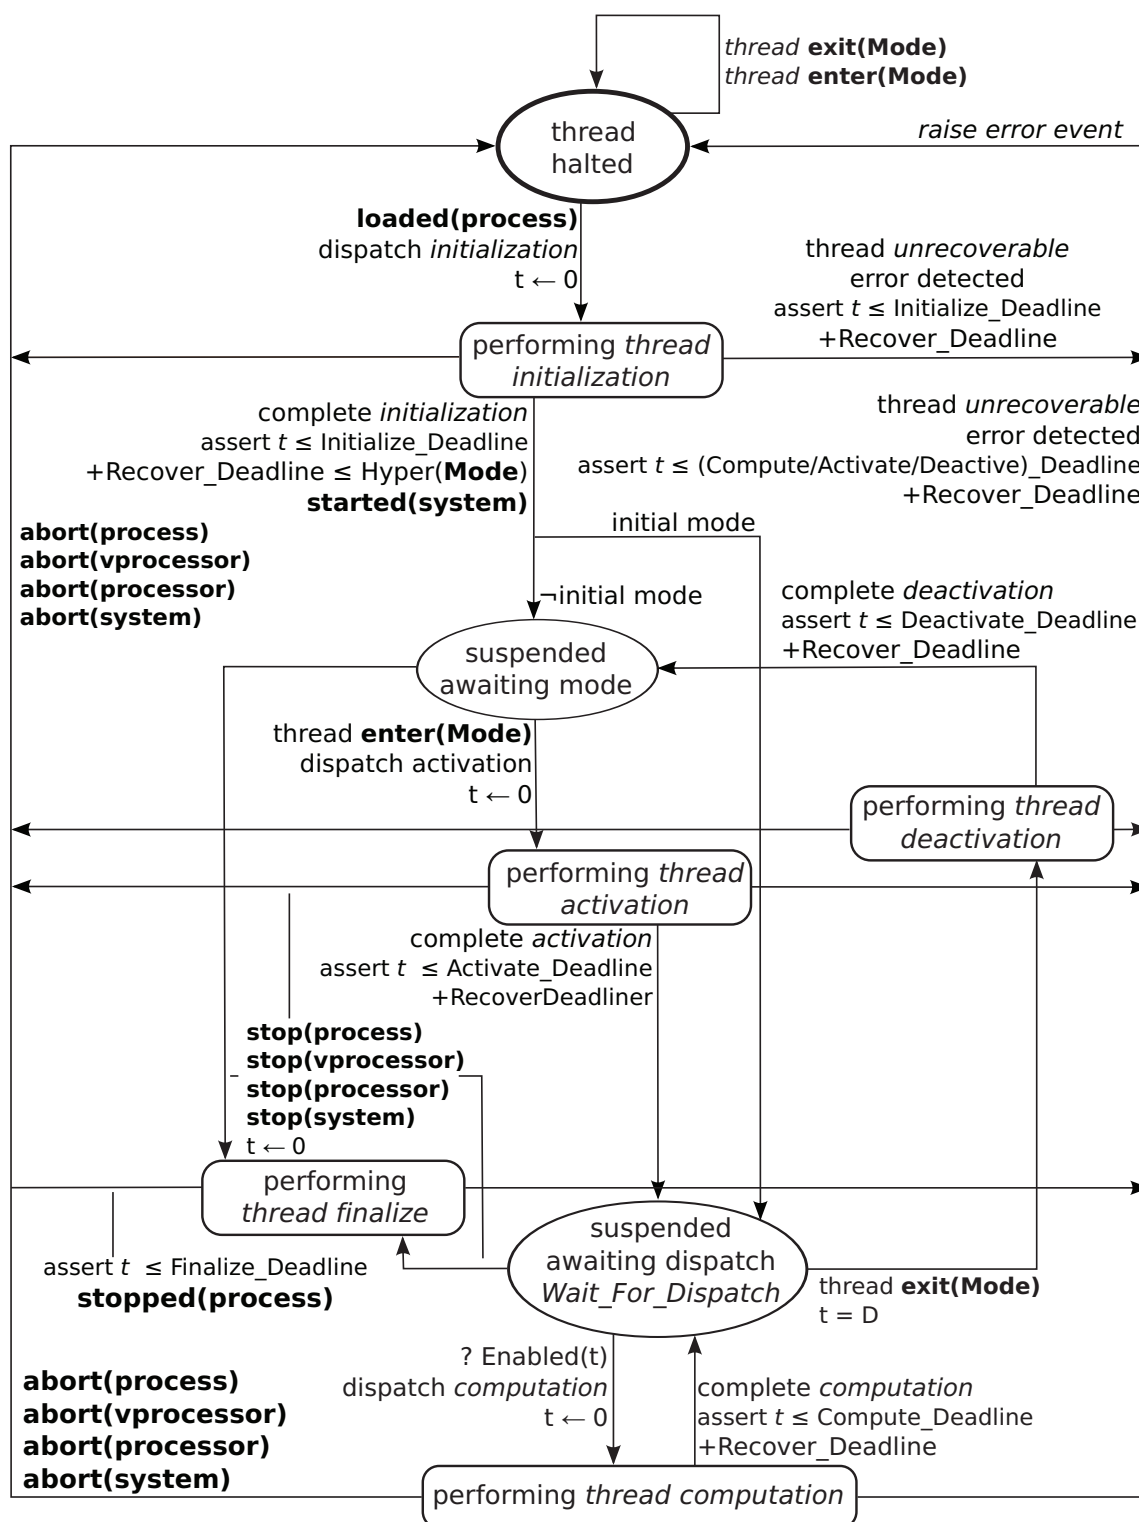 thread exit(Mode)
thread enter(Mode)
thread
halted
raise error event
loaded(process)
dispatch initialization
t ← 0
thread unrecoverable
error detected
assert t ≤ Initialize_Deadline
+Recover_Deadline
performing thread
initialization
complete initialization
assert t ≤ Initialize_Deadline
+Recover_Deadline ≤ Hyper(Mode)
started(system)
thread unrecoverable
error detected
assert t ≤ (Compute/Activate/Deactive)_Deadline
+Recover_Deadline
initial mode
abort(process)
abort(vprocessor)
abort(processor)
abort(system)
¬initial mode
complete deactivation
assert t ≤ Deactivate_Deadline
+Recover_Deadline
suspended
awaiting mode
thread enter(Mode)
dispatch activation
t ← 0
performing thread
deactivation
performing thread
activation
complete activation
assert t ≤ Activate_Deadline
+RecoverDeadliner
stop(process)
stop(vprocessor)
stop(processor)
stop(system)
t ← 0
performing
thread finalize
suspended
awaiting dispatch
Wait_For_Dispatch
assert t ≤ Finalize_Deadline
stopped(process)
thread exit(Mode)
t = D
? Enabled(t)
dispatch computation
t ← 0
complete computation
assert t ≤ Compute_Deadline
+Recover_Deadline
abort(process)
abort(vprocessor)
abort(processor)
abort(system)
performing thread computation